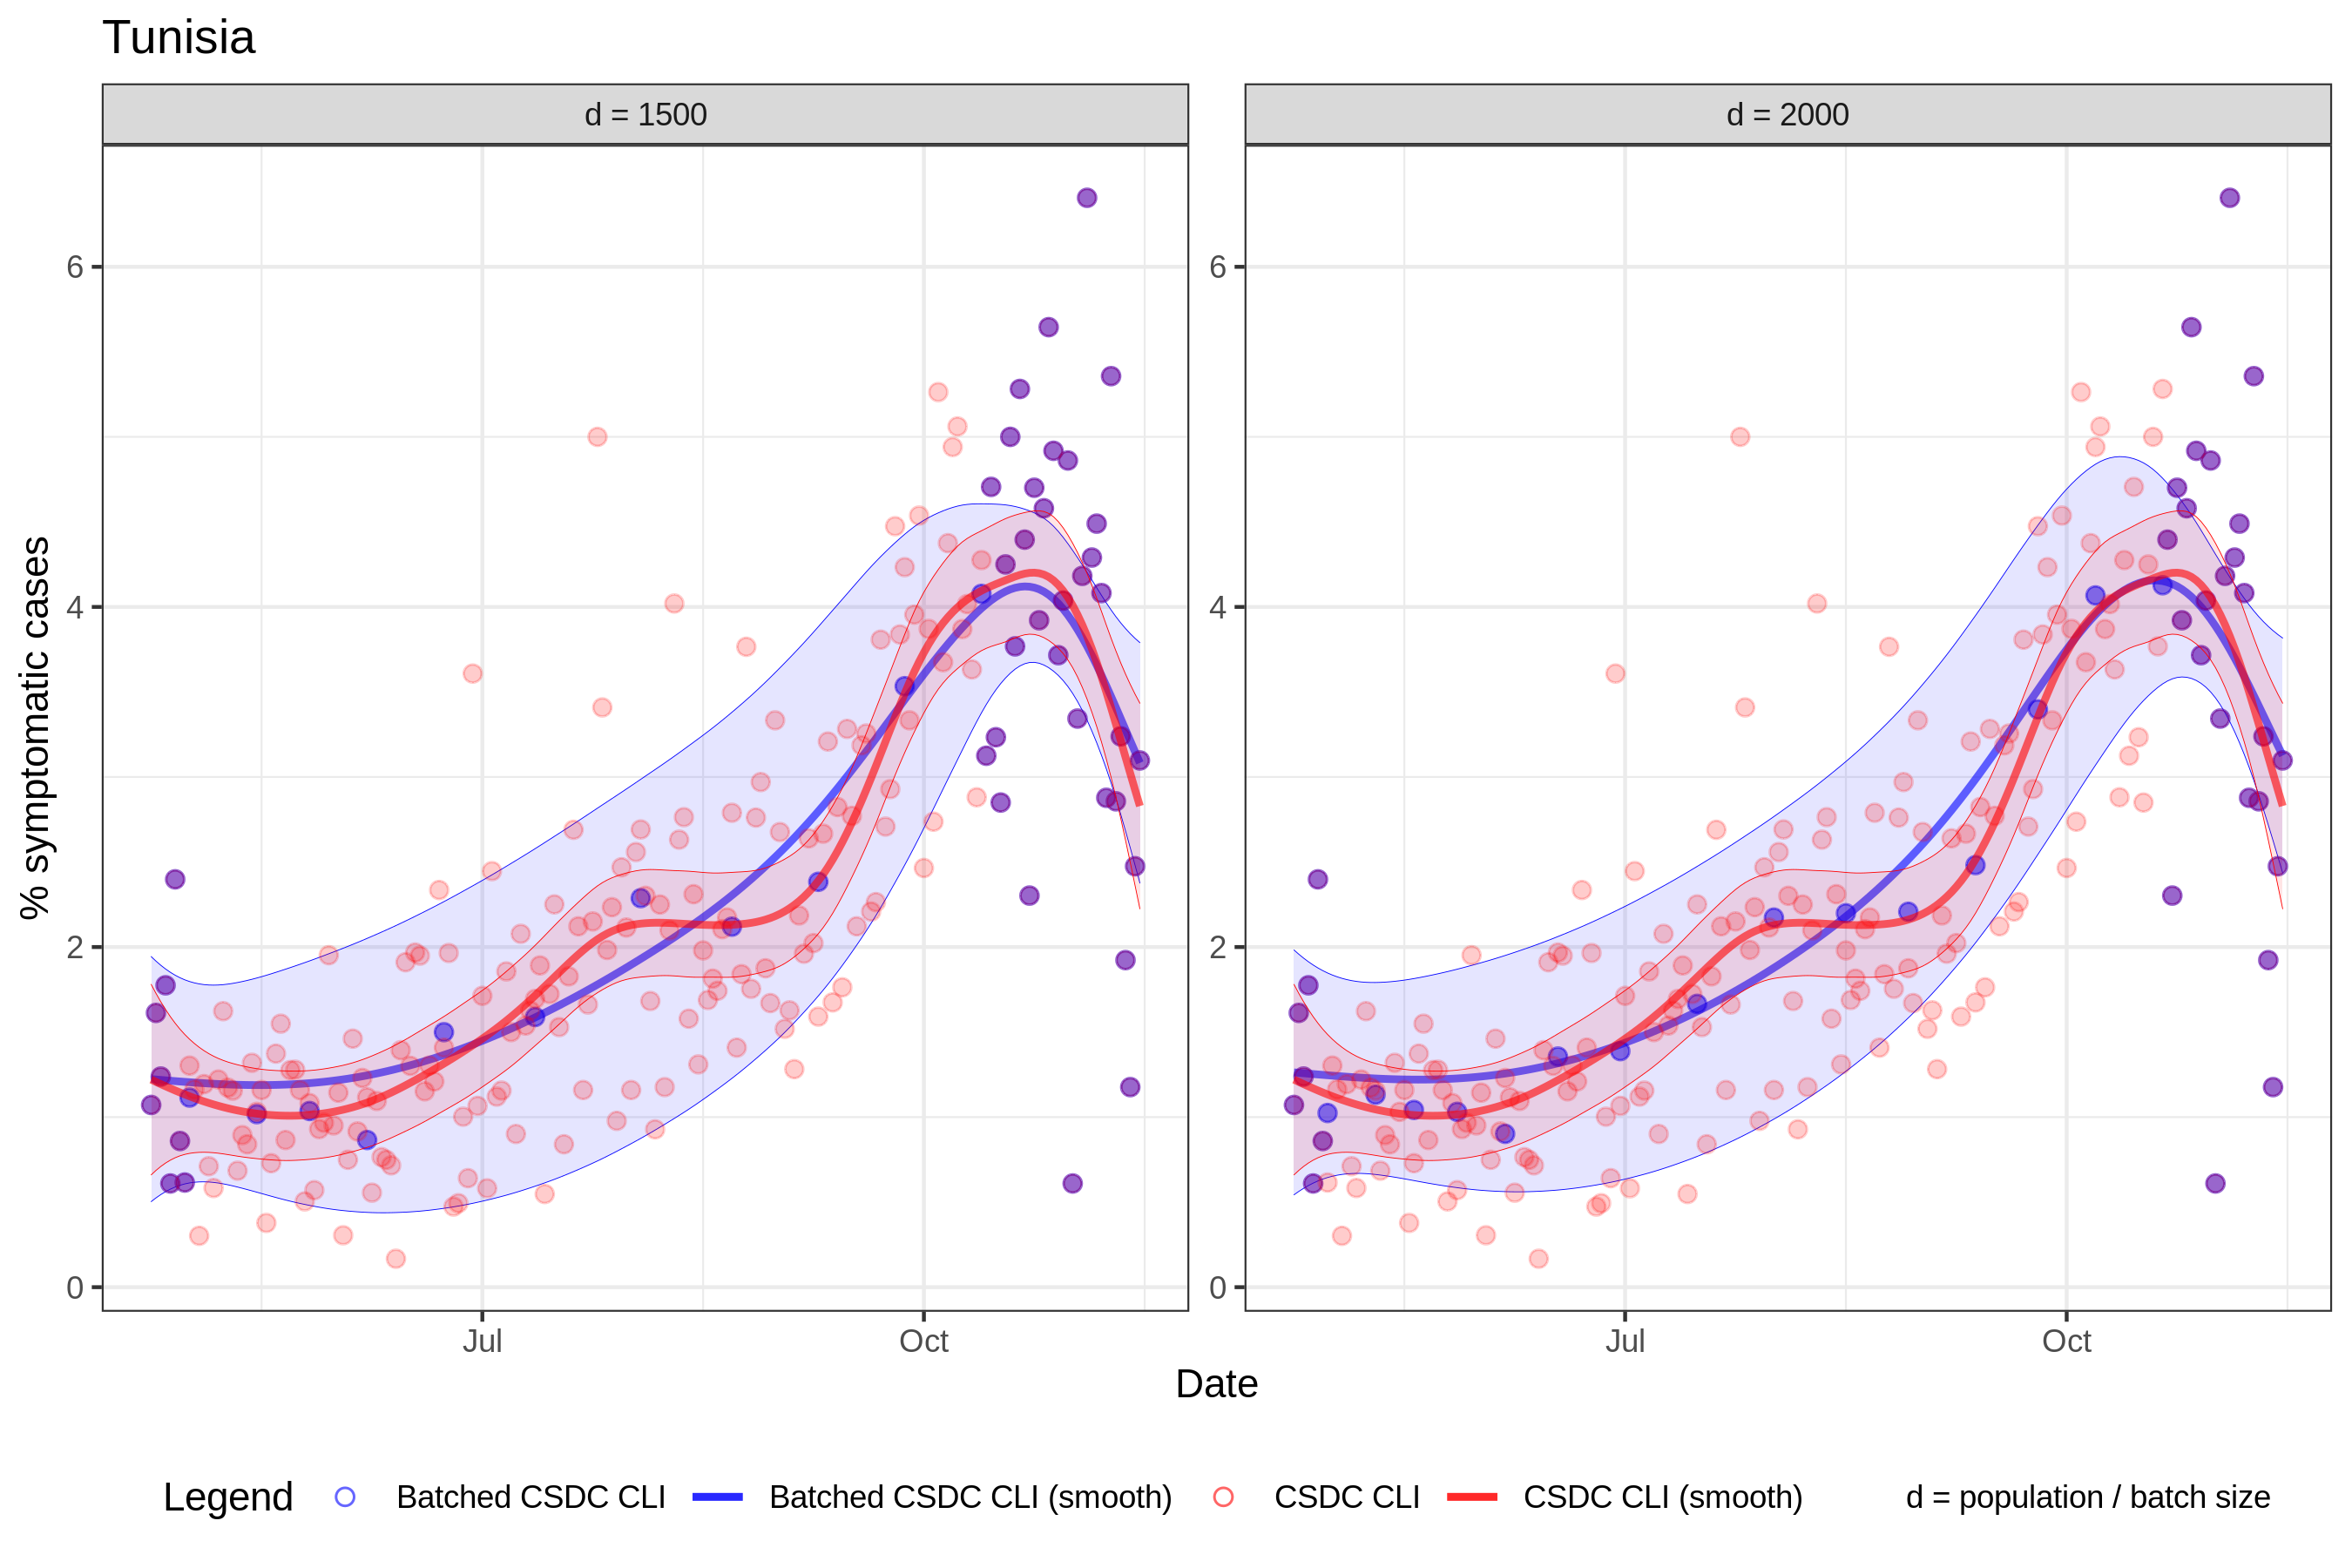 Tunisia
d = 1500
d = 2000
% symptomatic cases
6
4
2
0
6
4
2
0
Jul
Oct
Jul
Oct
Date
Legend
Batched CSDC CLI
Batched CSDC CLI (smooth)
CSDC CLI
CSDC CLI (smooth)
d = population / batch size